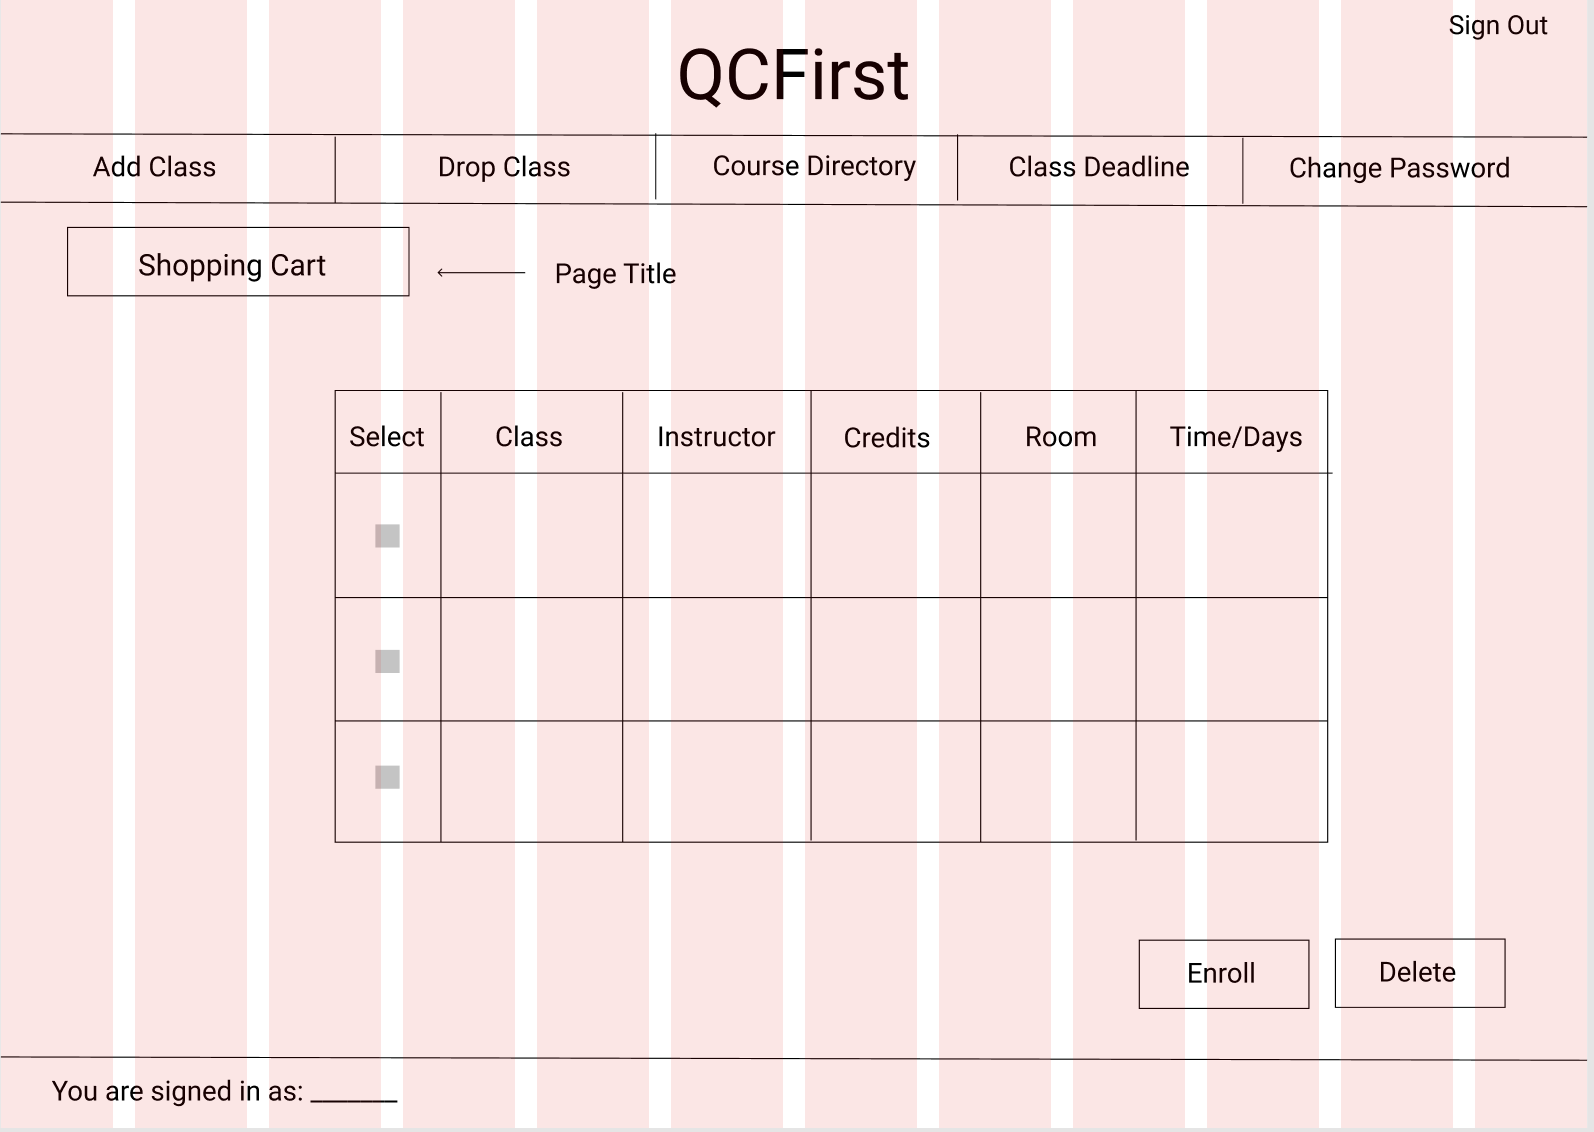 Sign Out
QCFirst
Add Class Drop Class Course Directory Class Deadline Change Password
Shopping Cart Page Title
Select Class Instructor Credits Room Time/Days
Enroll Delete
You are signed in as: ______